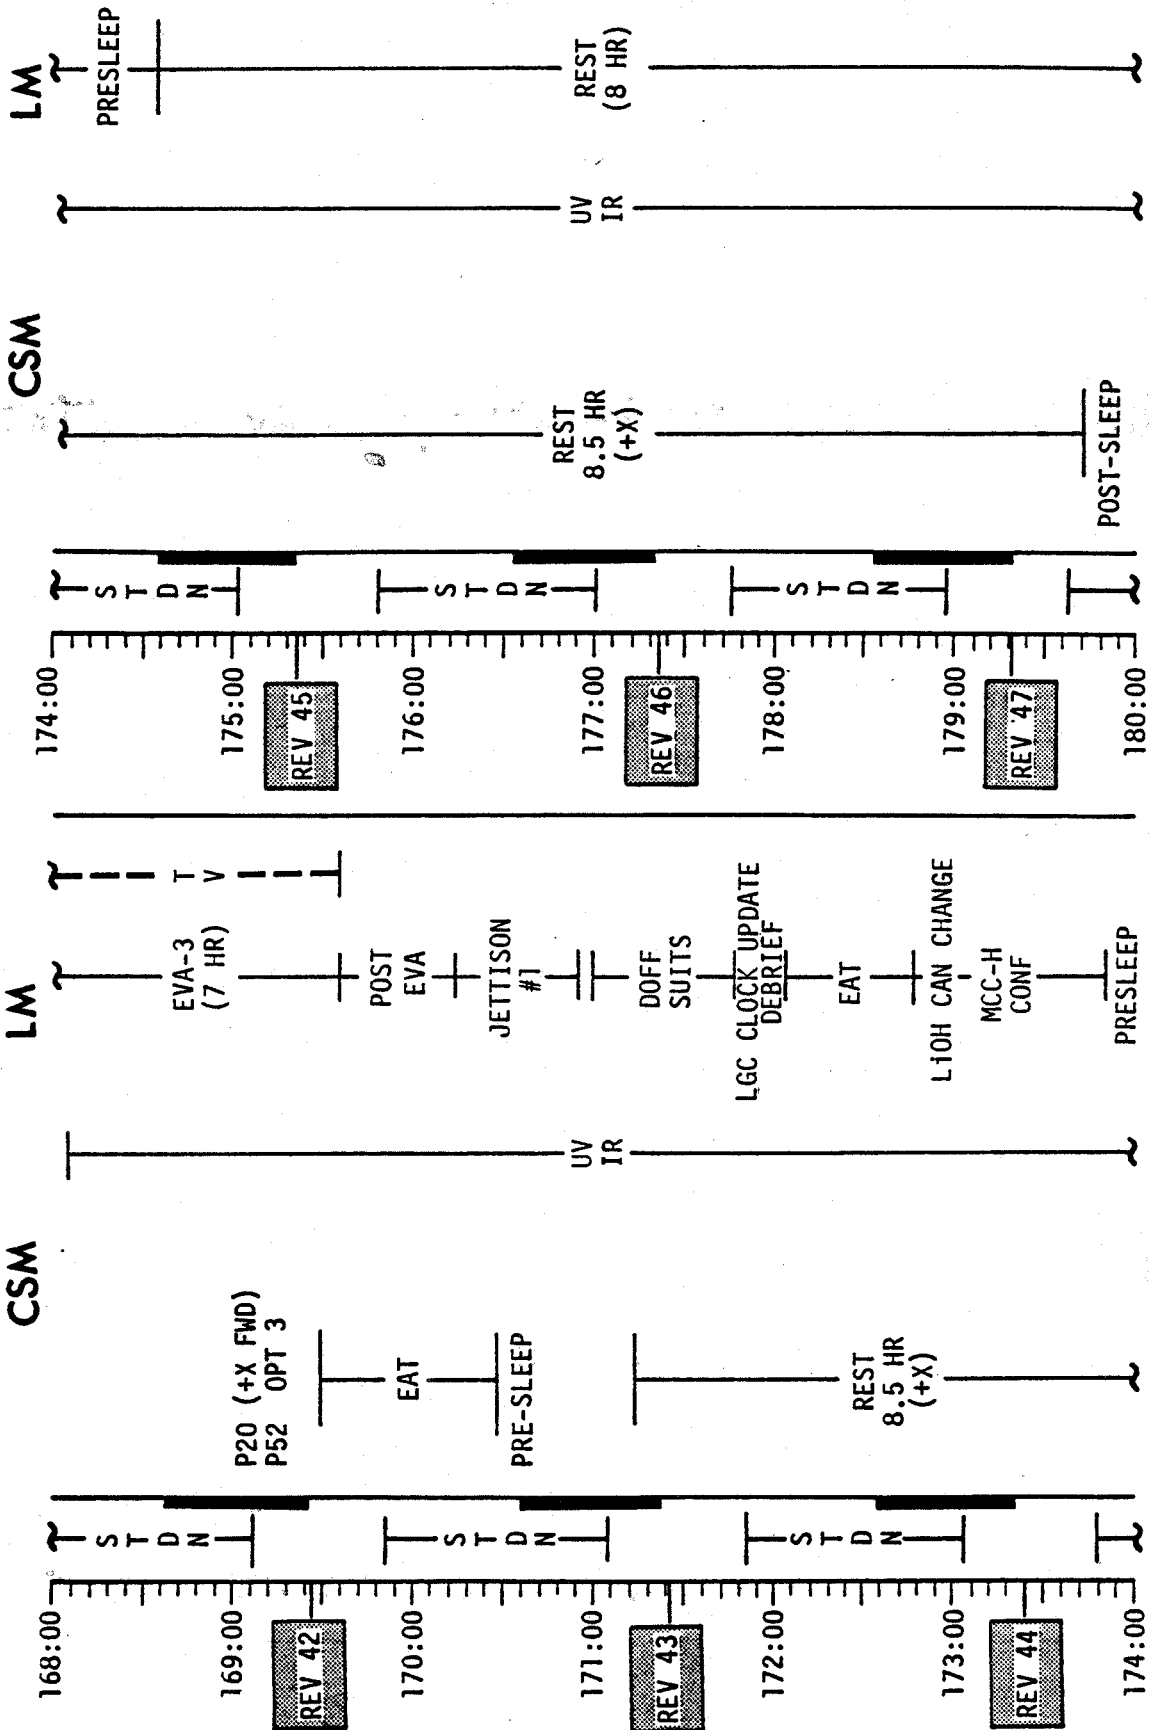 CSM
LM
168:00
169:00
170:00
171:00
172:00
173:00
174:00
REV 42
REV 43
REV 44
STDN
STDN
STDN
P20 (+X FWD)
P52 OPT 3
EAT
PRE-SLEEP
REST
8.5 HR
(+X)
UV
IR
EVA-3
(7 HR)
TV
POST
EVA
JETTISON
#1
DOFF
SUITS
LGC CLOCK UPDATE
DEBRIEF
EAT
LiOH CAN CHANGE
MCC-H
CONF
PRESLEEP
CSM
LM
174:00
175:00
176:00
177:00
178:00
179:00
180:00
REV 45
REV 46
REV 47
STDN
STDN
STDN
REST
8.5 HR
(+X)
POST-SLEEP
UV
IR
PRESLEEP
REST
(8 HR)